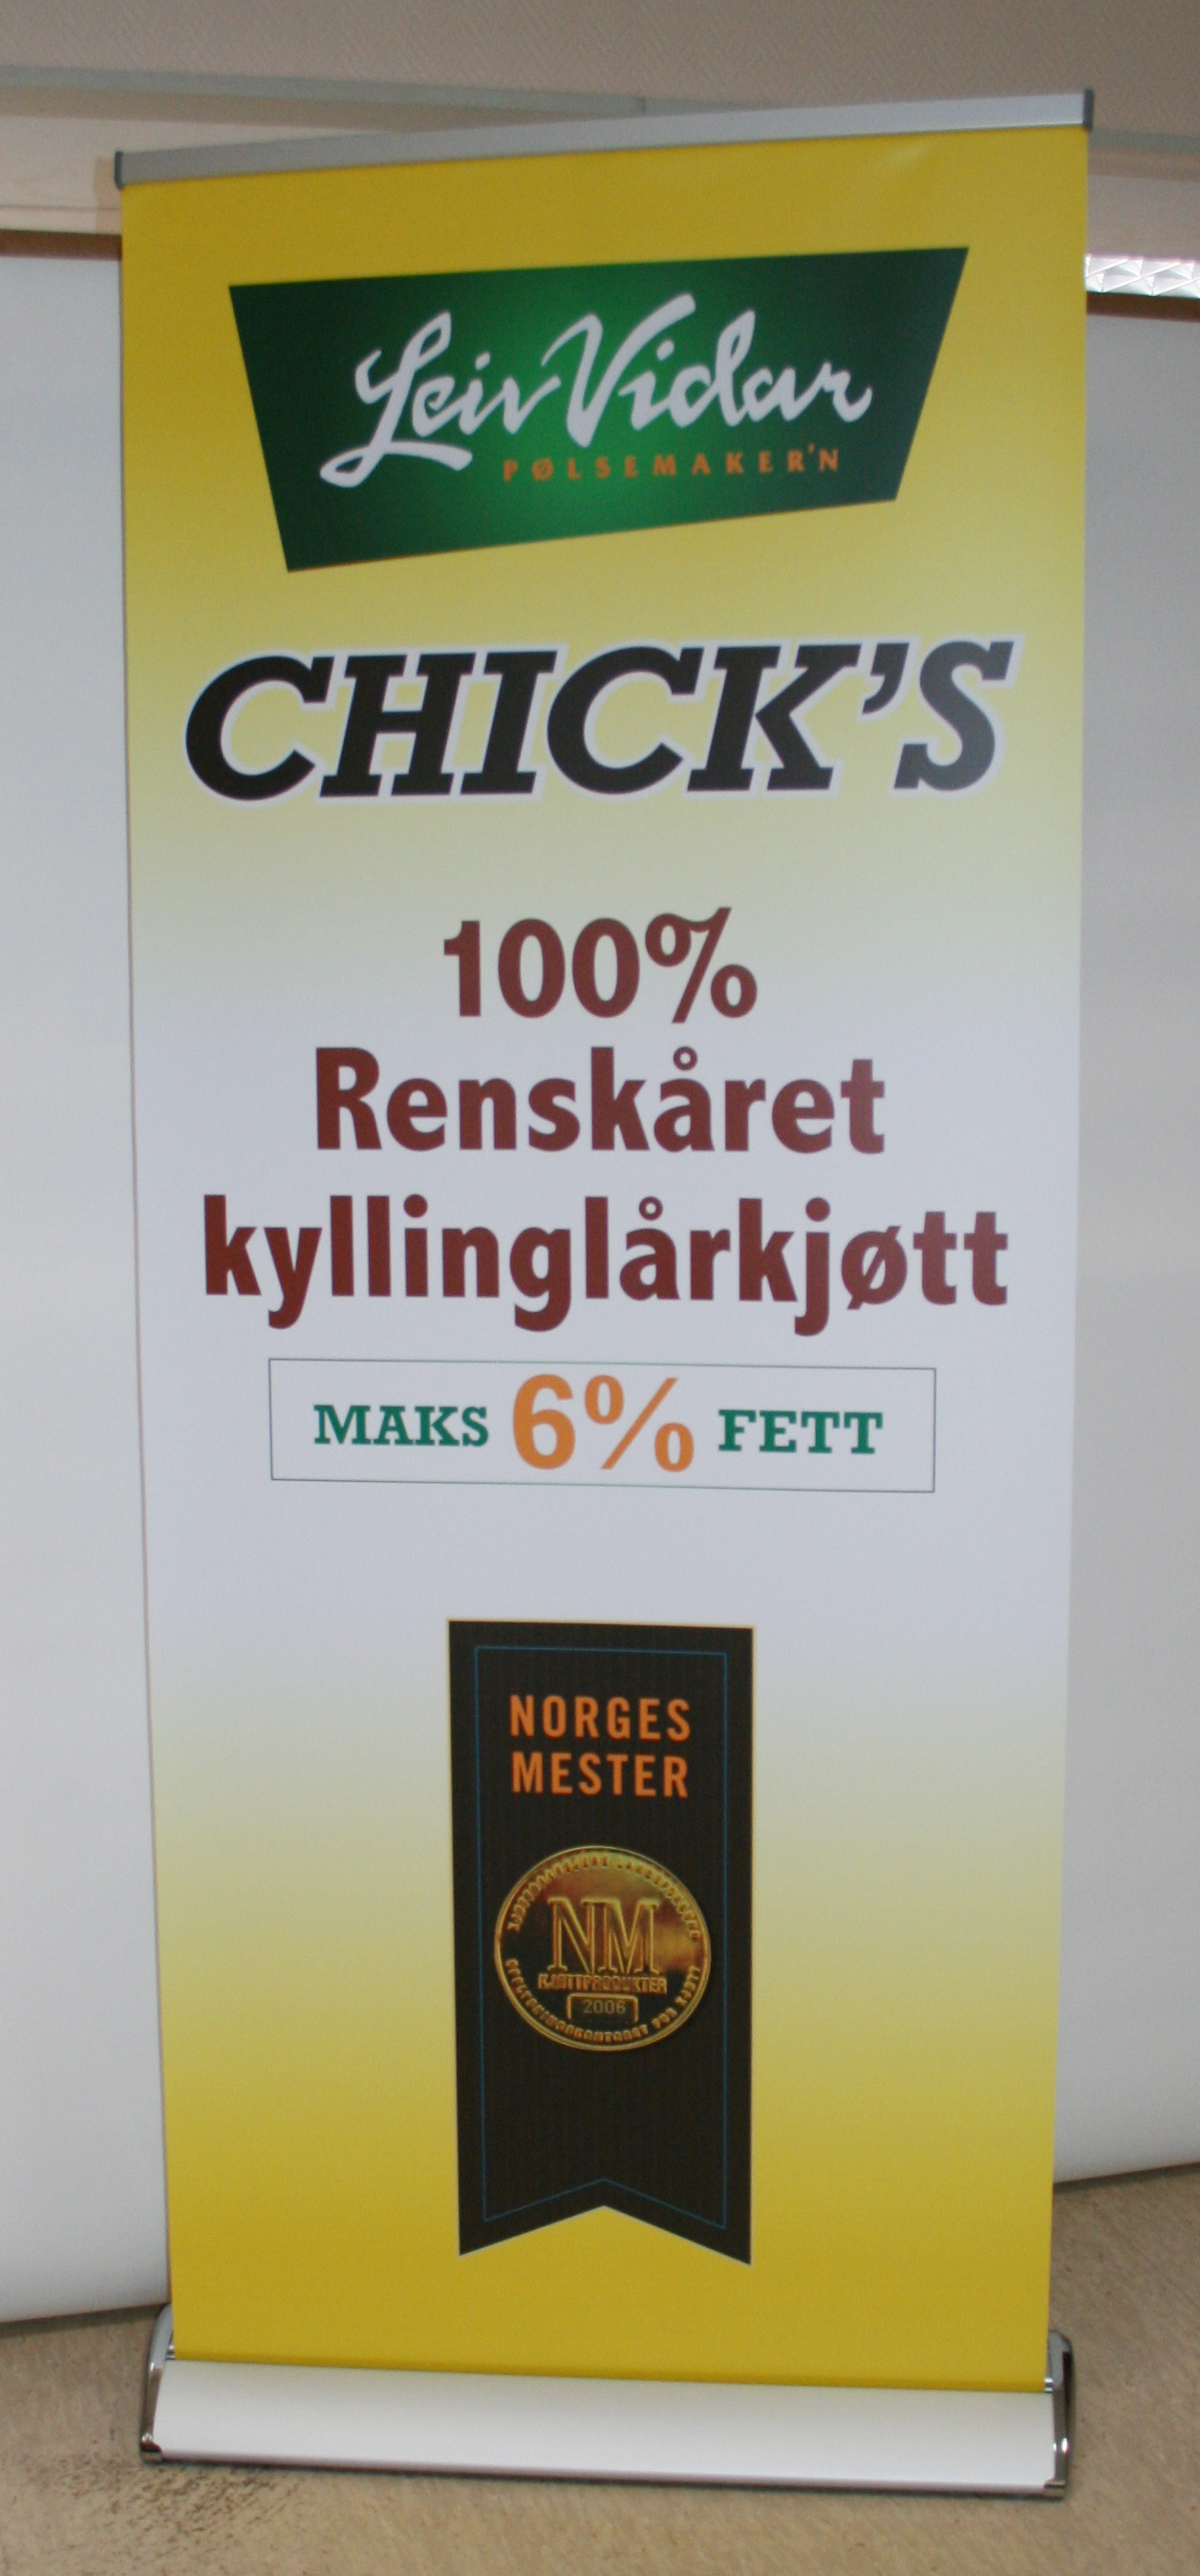 Leiv Vidar
PØLSEMAKER'N
CHICK'S
100%
Renskåret
kyllinglårkjøtt
MAKS 6% FETT
NORGES
MESTER
NM
KJØTTPRODUKTER
2006